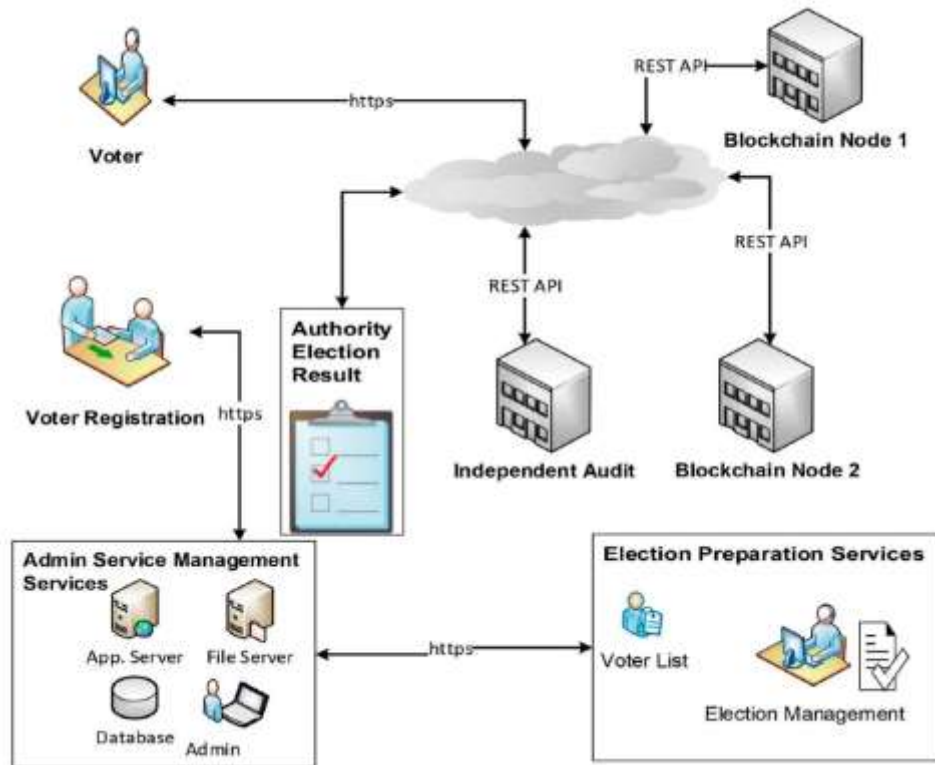 https
Voter
REST API
Blockchain Node 1
REST API
REST API
Authority
Election
Result
Voter Registration
https
Independent Audit
Blockchain Node 2
Admin Service Management
Services
App. Server
File Server
Database
Admin
https
Election Preparation Services
Voter List
Election Management